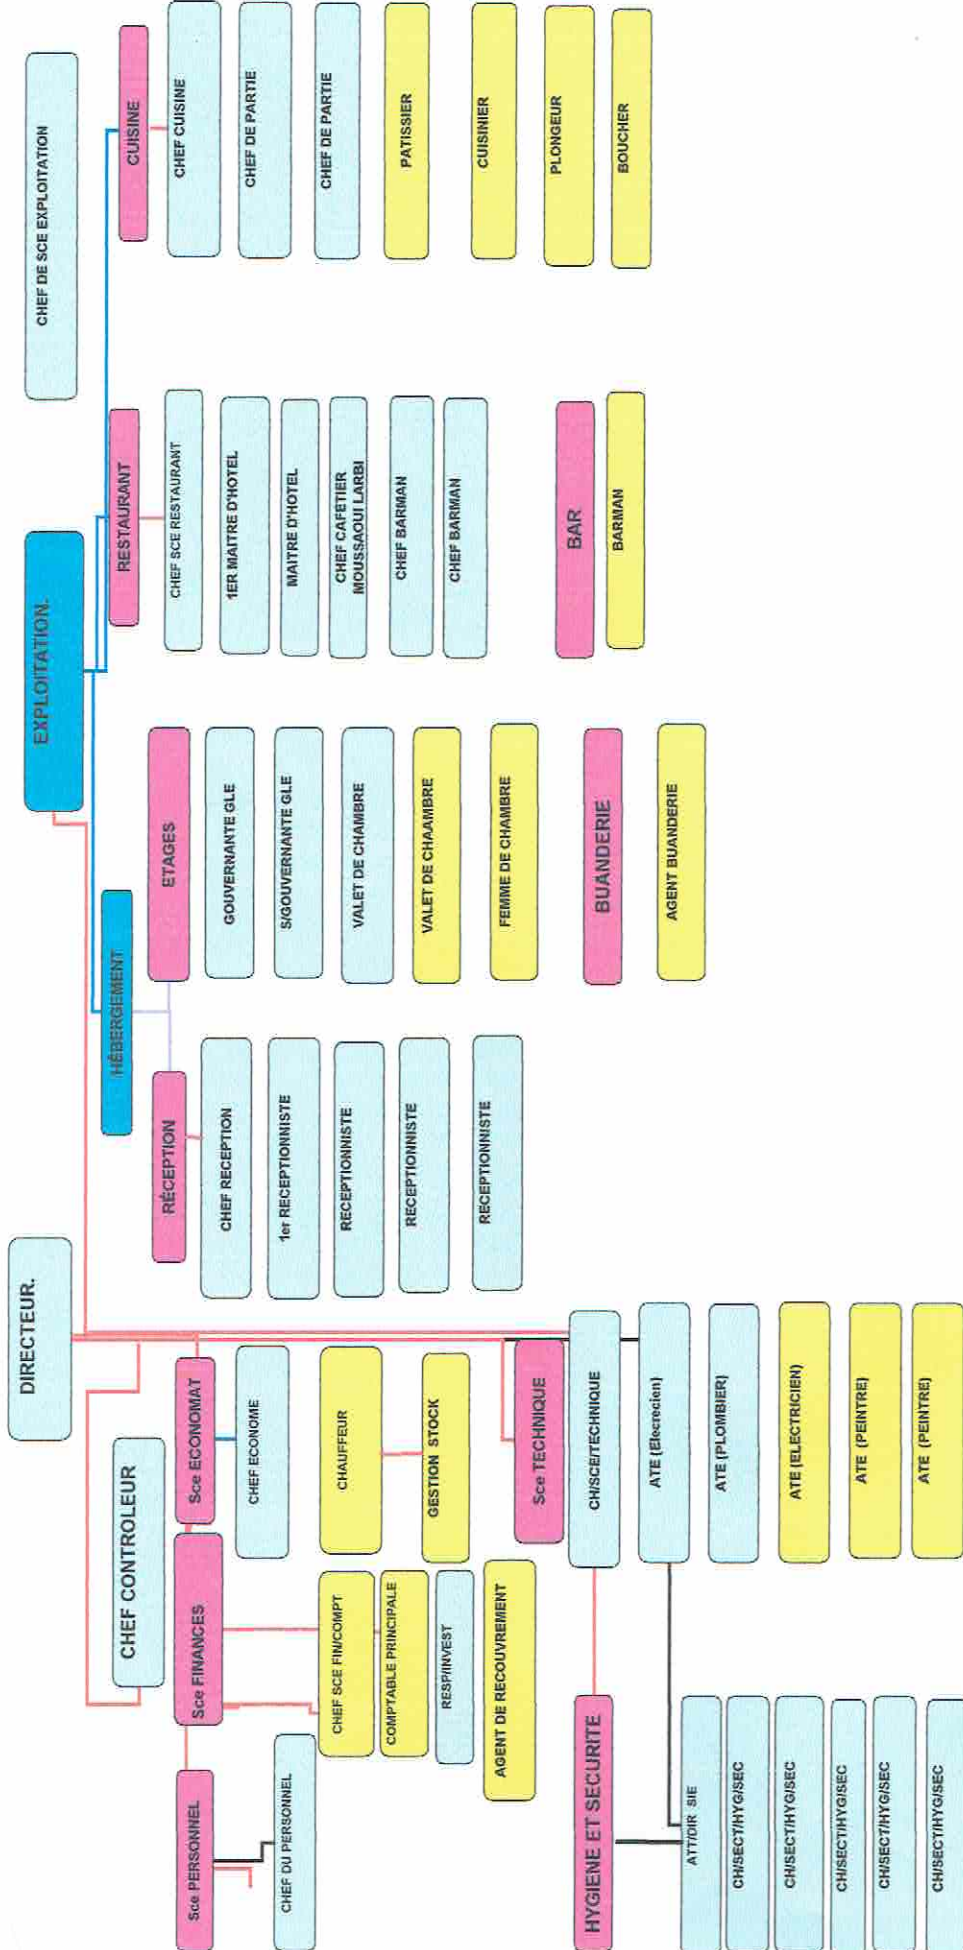 DIRECTEUR.
CHEF CONTROLEUR
Sce PERSONNEL
CHEF DU PERSONNEL
Sce FINANCES
CHEF SCE FIN/COMPT
COMPTABLE PRINCIPALE
RESP/INVEST
AGENT DE RECOUVREMENT
Sce ECONOMAT
CHEF ECONOME
CHAUFFEUR
GESTION STOCK
Sce TECHNIQUE
CH/SCE/TECHNIQUE
ATE (Elecrecien)
ATE (PLOMBIER)
ATE (ELECTRICIEN)
ATE (PEINTRE)
ATE (PEINTRE)
HYGIENE ET SECURITE
ATT/DIR SIE
CH/SECT/HYG/SEC
CH/SECT/HYG/SEC
CH/SECT/HYG/SEC
CH/SECT/HYG/SEC
CH/SECT/HYG/SEC
EXPLOITATION.
CHEF DE SCE EXPLOITATION
HÉBERGEMENT
RÉCEPTION
CHEF RECEPTION
1er RECEPTIONNISTE
RECEPTIONNISTE
RECEPTIONNISTE
RECEPTIONNISTE
ETAGES
GOUVERNANTE GLE
S/GOUVERNANTE GLE
VALET DE CHAMBRE
VALET DE CHAAMBRE
FEMME DE CHAMBRE
BUANDERIE
AGENT BUANDERIE
RESTAURANT
CHEF SCE RESTAURANT
1ER MAITRE D'HOTEL
MAITRE D'HOTEL
CHEF CAFÉTIER
MOUSSAOUI LARBI
CHEF BARMAN
CHEF BARMAN
BAR
BARMAN
CUISINE
CHEF CUISINE
CHEF DE PARTIE
CHEF DE PARTIE
PATISSIER
CUISINIER
PLONGEUR
BOUCHER